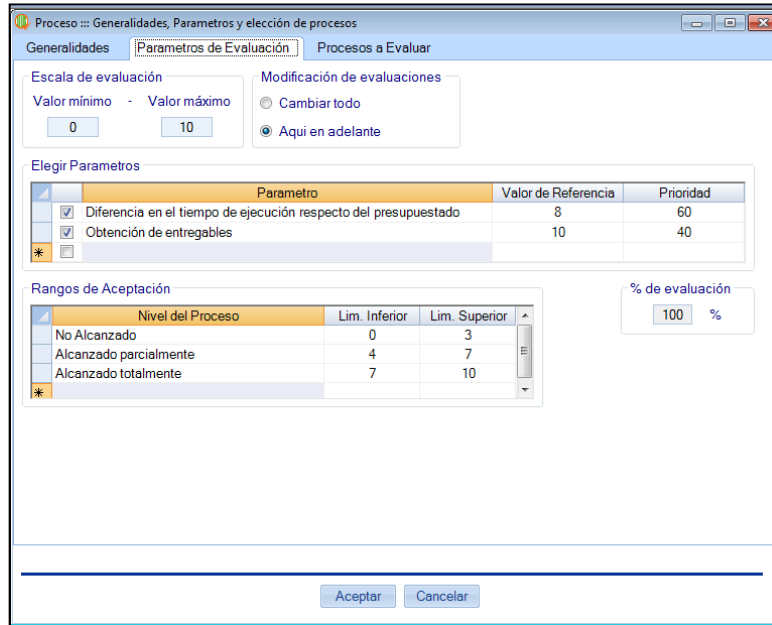 Proceso ::: Generalidades, Parametros y elección de procesos
Generalidades Parametros de Evaluación Procesos a Evaluar
Escala de evaluación Modificación de evaluaciones
Valor mínimo - Valor máximo Cambiar todo
0 10 Aqui en adelante
Elegir Parametros
Parametro Valor de Referencia Prioridad
Diferencia en el tiempo de ejecución respecto del presupuestado 8 60
Obtención de entregables 10 40
Rangos de Aceptación % de evaluación
Nivel del Proceso Lim. Inferior Lim. Superior 100 %
No Alcanzado 0 3
Alcanzado parcialmente 4 7
Alcanzado totalmente 7 10
Aceptar Cancelar